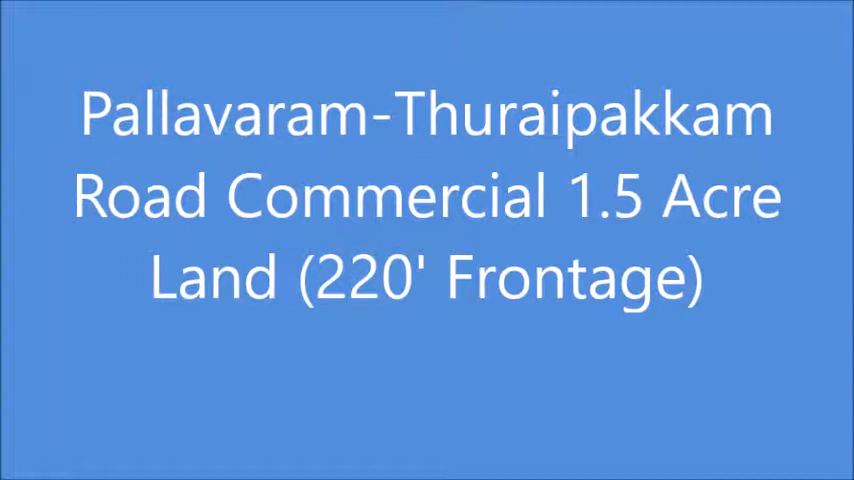 Pallavaram-Thuraipakkam
Road Commercial 1.5 Acre
Land (220' Frontage)